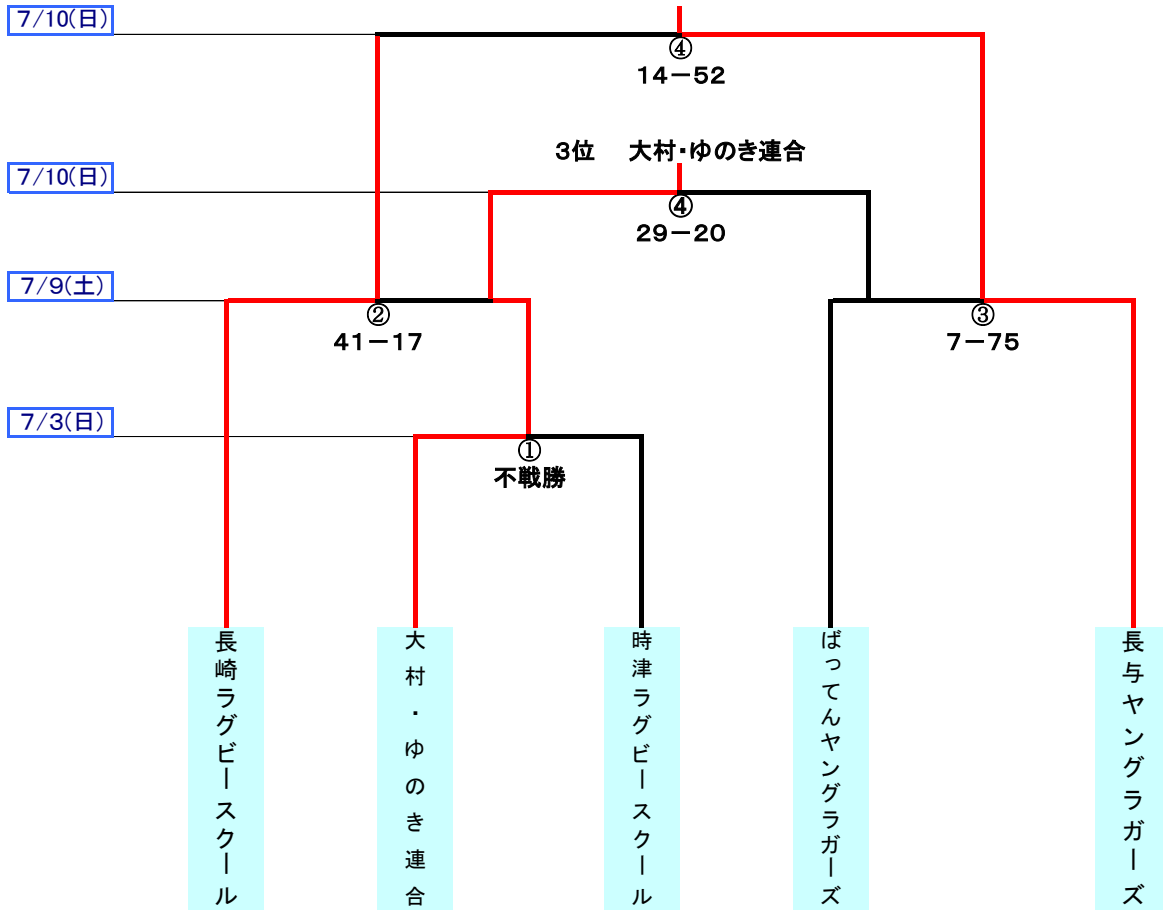 7/10(日)
④
14－52
3位　大村・ゆのき連合
7/10(日)
④
29－20
7/9(土)
②
41－17
③
7－75
7/3(日)
①
不戦勝
長崎ラグビースクール
大村・ゆのき連合
時津ラグビースクール
ばってんヤングラガーズ
長与ヤングラガーズ